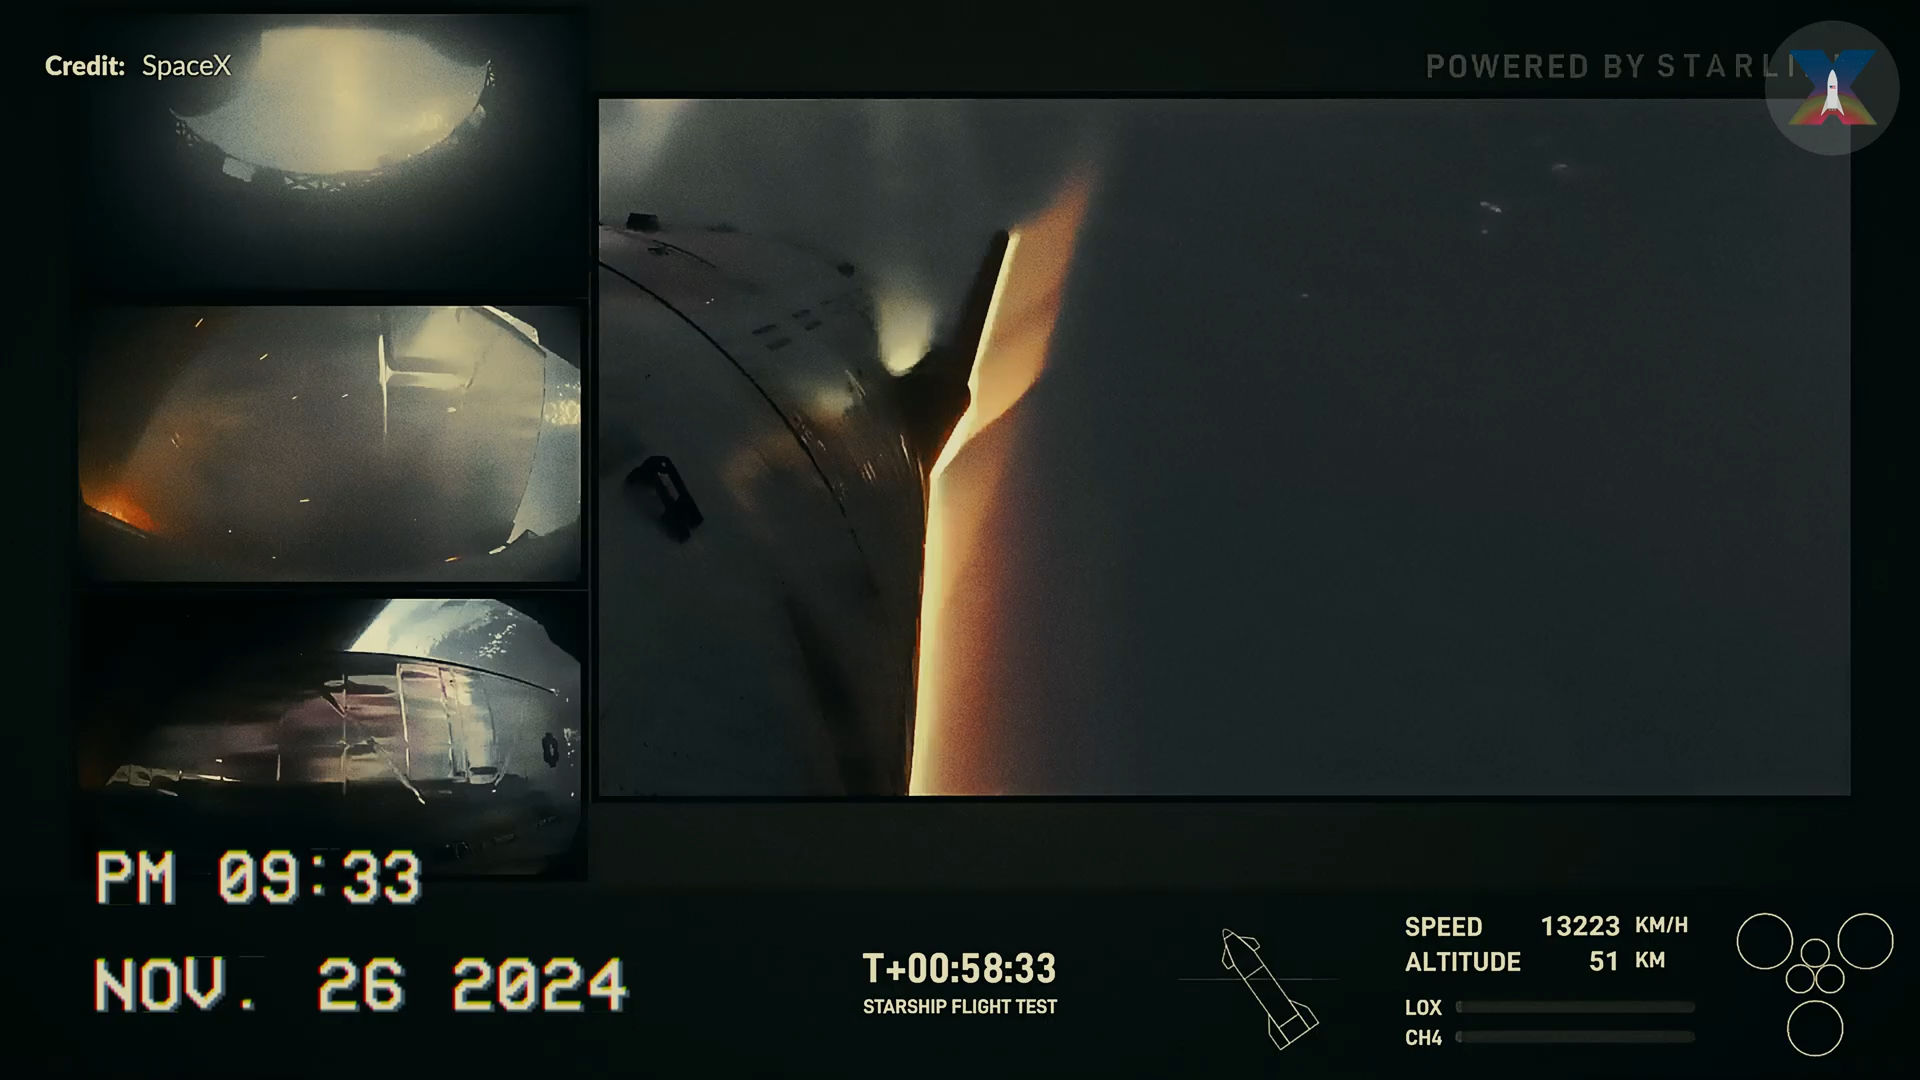 Credit: SpaceX
POWERED BY STARLI
PM 09:33
NOV. 26 2024
T+00:58:33
STARSHIP FLIGHT TEST
SPEED 13223 KM/H
ALTITUDE 51 KM
LOX
CH4